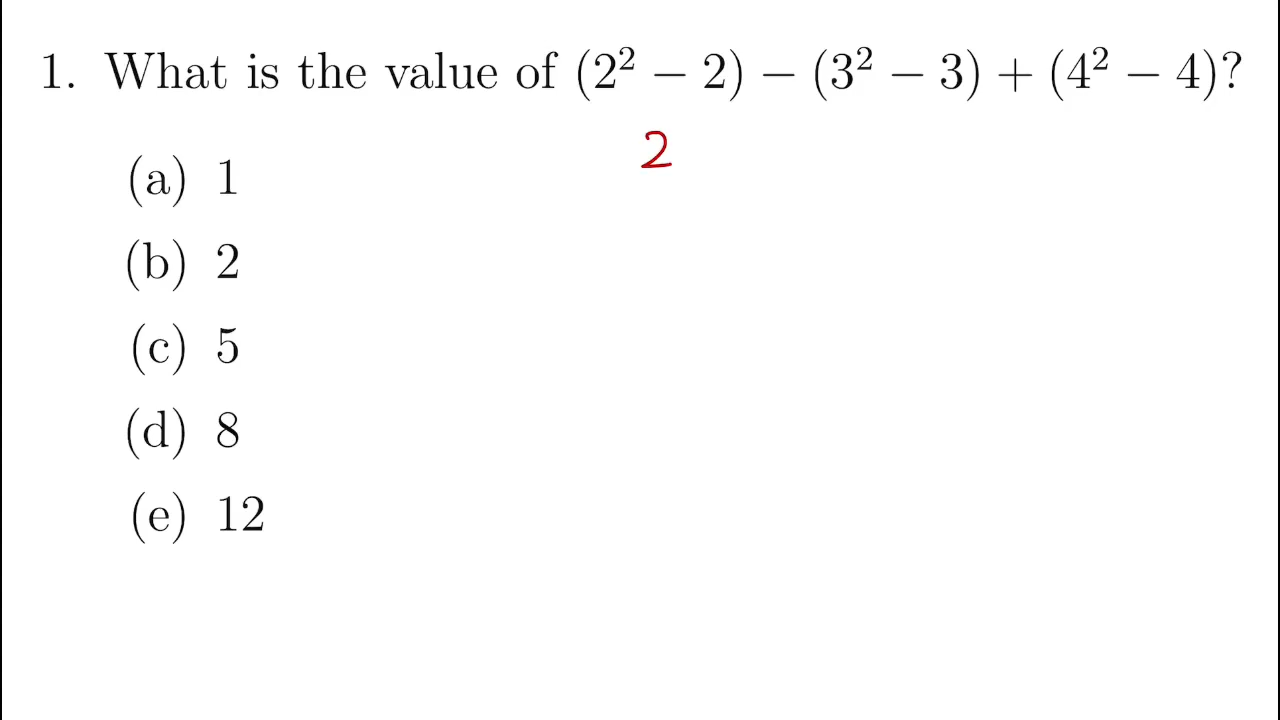 1. What is the value of (2² − 2) − (3² − 3) + (4² − 4)?
2
(a) 1
(b) 2
(c) 5
(d) 8
(e) 12